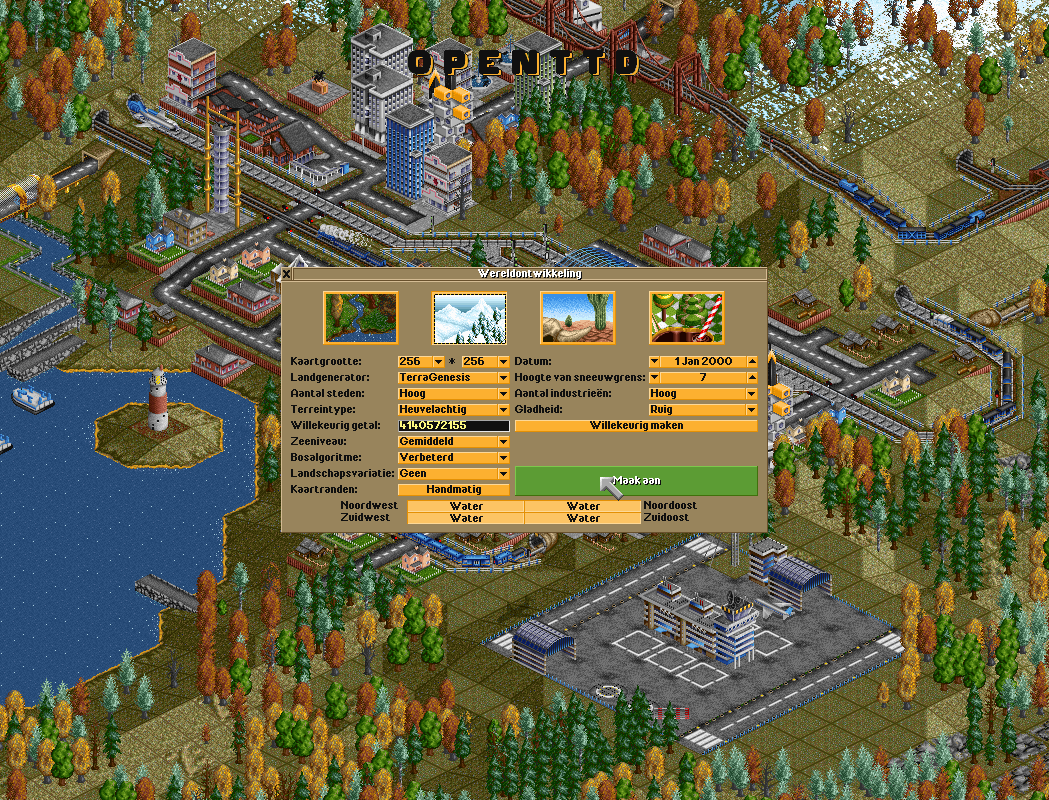 OPENTTD
X Wereldontwikkeling
Kaartgrootte: 256 * 256 Datum: 1 Jan 2000
Landgenerator: TerraGenesis Hoogte van sneeuwgrens: 7
Aantal steden: Hoog Aantal industrieën: Hoog
Terreintype: Heuvelachtig Gladheid: Ruig
Willekeurig getal: 4140572155 Willekeurig maken
Zeeniveau: Gemiddeld
Bosalgoritme: Verbeterd
Landschapsvariatie: Geen Maak aan
Kaartranden: Handmatig
Noordwest Water Water Noordoost
Zuidwest Water Water Zuidoost